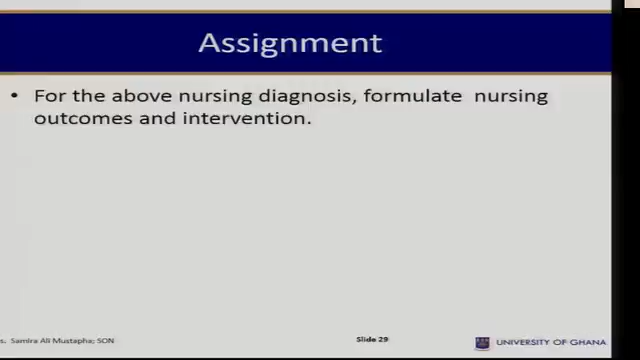 Assignment
• For the above nursing diagnosis, formulate nursing
outcomes and intervention.
s. Samira Ali Mustapha; SON
Slide 29
UNIVERSITY OF GHANA